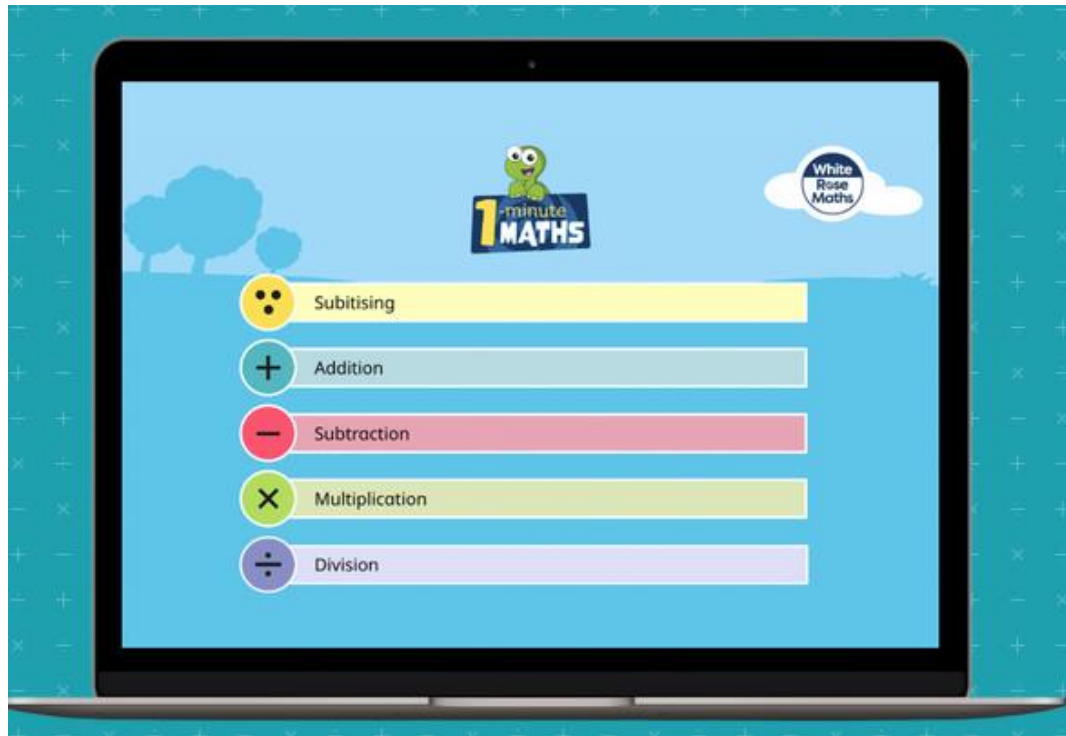 1-minute
MATHS
White
Rose
Maths
Subitising
+ Addition
− Subtraction
× Multiplication
÷ Division